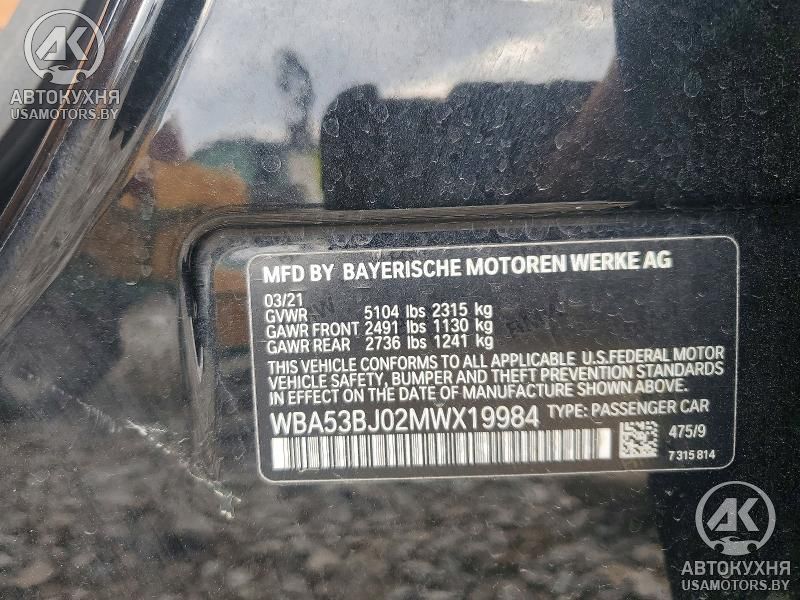 AK
АВТОКУХНЯ
USAMOTORS.BY
MFD BY BAYERISCHE MOTOREN WERKE AG
03/21
GVWR 5104 lbs 2315 kg
GAWR FRONT 2491 lbs 1130 kg
GAWR REAR 2736 lbs 1241 kg
THIS VEHICLE CONFORMS TO ALL APPLICABLE U.S.FEDERAL MOTOR
VEHICLE SAFETY, BUMPER AND THEFT PREVENTION STANDARDS
IN EFFECT ON THE DATE OF MANUFACTURE SHOWN ABOVE.
WBA53BJ02MWX19984 TYPE: PASSENGER CAR
475/9
7315814
AK
АВТОКУХНЯ
USAMOTORS.BY